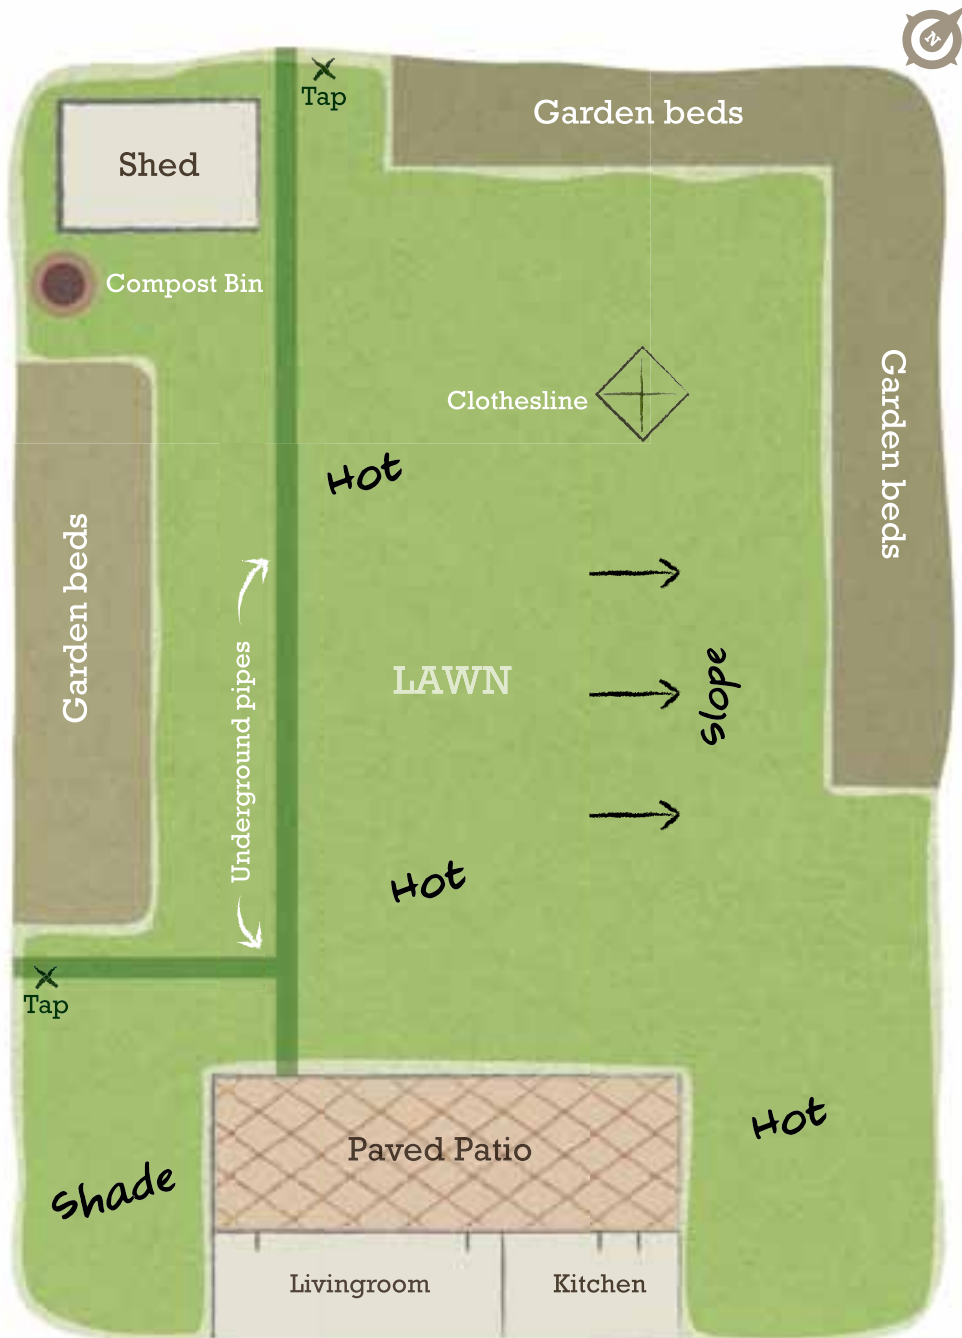 N
Tap
Garden beds
Shed
Compost Bin
Clothesline
Garden beds
Hot
Garden beds
Underground pipes
LAWN
Slope
Hot
Tap
Hot
Paved Patio
Shade
Livingroom
Kitchen